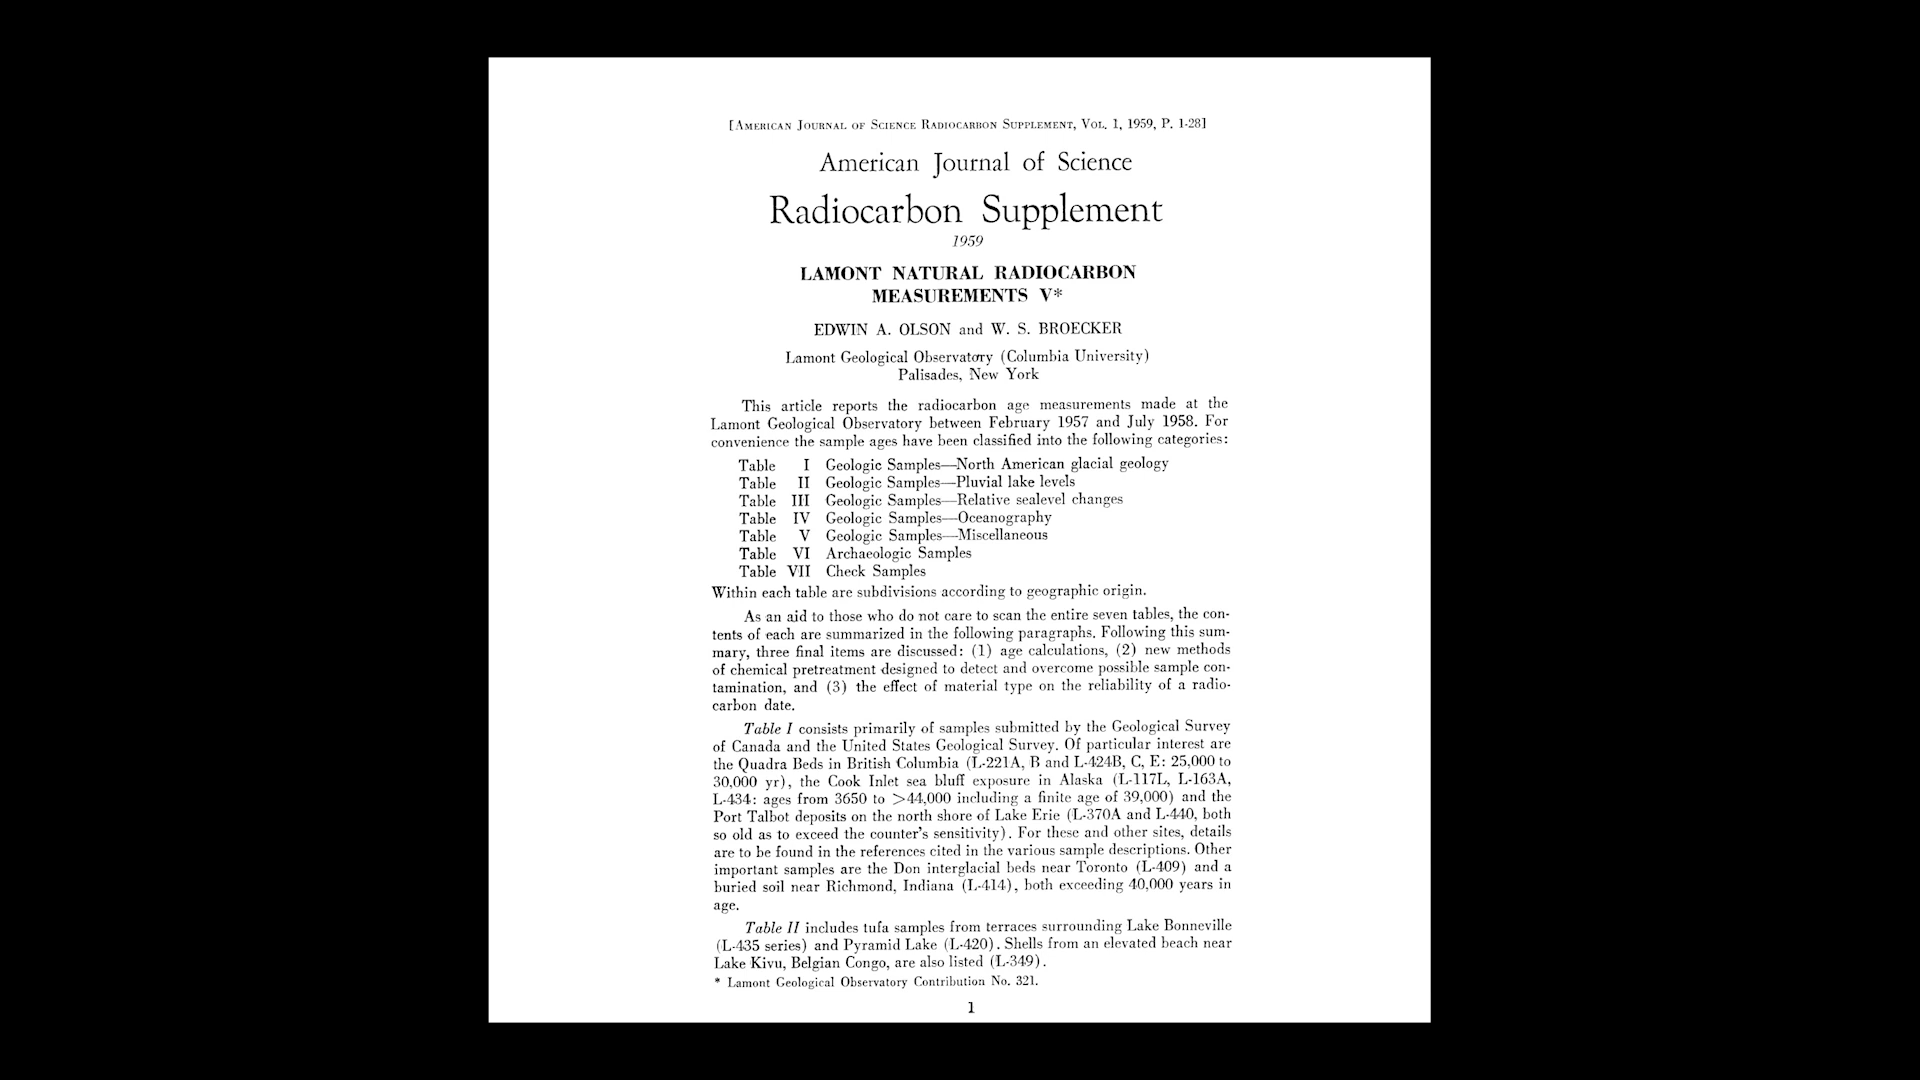 [American Journal of Science Radiocarbon Supplement, Vol. 1, 1959, P. 1-28]
American Journal of Science
Radiocarbon Supplement
1959
LAMONT NATURAL RADIOCARBON
MEASUREMENTS V*
EDWIN A. OLSON and W. S. BROECKER
Lamont Geological Observatory (Columbia University)
Palisades, New York
This article reports the radiocarbon age measurements made at the
Lamont Geological Observatory between February 1957 and July 1958. For
convenience the sample ages have been classified into the following categories:
Table I Geologic Samples—North American glacial geology
Table II Geologic Samples—Pluvial lake levels
Table III Geologic Samples—Relative sealevel changes
Table IV Geologic Samples—Oceanography
Table V Geologic Samples—Miscellaneous
Table VI Archaeologic Samples
Table VII Check Samples
Within each table are subdivisions according to geographic origin.
As an aid to those who do not care to scan the entire seven tables, the con-
tents of each are summarized in the following paragraphs. Following this sum-
mary, three final items are discussed: (1) age calculations, (2) new methods
of chemical pretreatment designed to detect and overcome possible sample con-
tamination, and (3) the effect of material type on the reliability of a radio-
carbon date.
Table I consists primarily of samples submitted by the Geological Survey
of Canada and the United States Geological Survey. Of particular interest are
the Quadra Beds in British Columbia (L-221A, B and L-424B, C, E: 25,000 to
30,000 yr), the Cook Inlet sea bluff exposure in Alaska (L-117L, L-163A,
L-434: ages from 3650 to >44,000 including a finite age of 39,000) and the
Port Talbot deposits on the north shore of Lake Erie (L-370A and L-440, both
so old as to exceed the counter's sensitivity). For these and other sites, details
are to be found in the references cited in the various sample descriptions. Other
important samples are the Don interglacial beds near Toronto (L-409) and a
buried soil near Richmond, Indiana (L-414), both exceeding 40,000 years in
age.
Table II includes tufa samples from terraces surrounding Lake Bonneville
(L-435 series) and Pyramid Lake (L-420). Shells from an elevated beach near
Lake Kivu, Belgian Congo, are also listed (L-349).
* Lamont Geological Observatory Contribution No. 321.
1